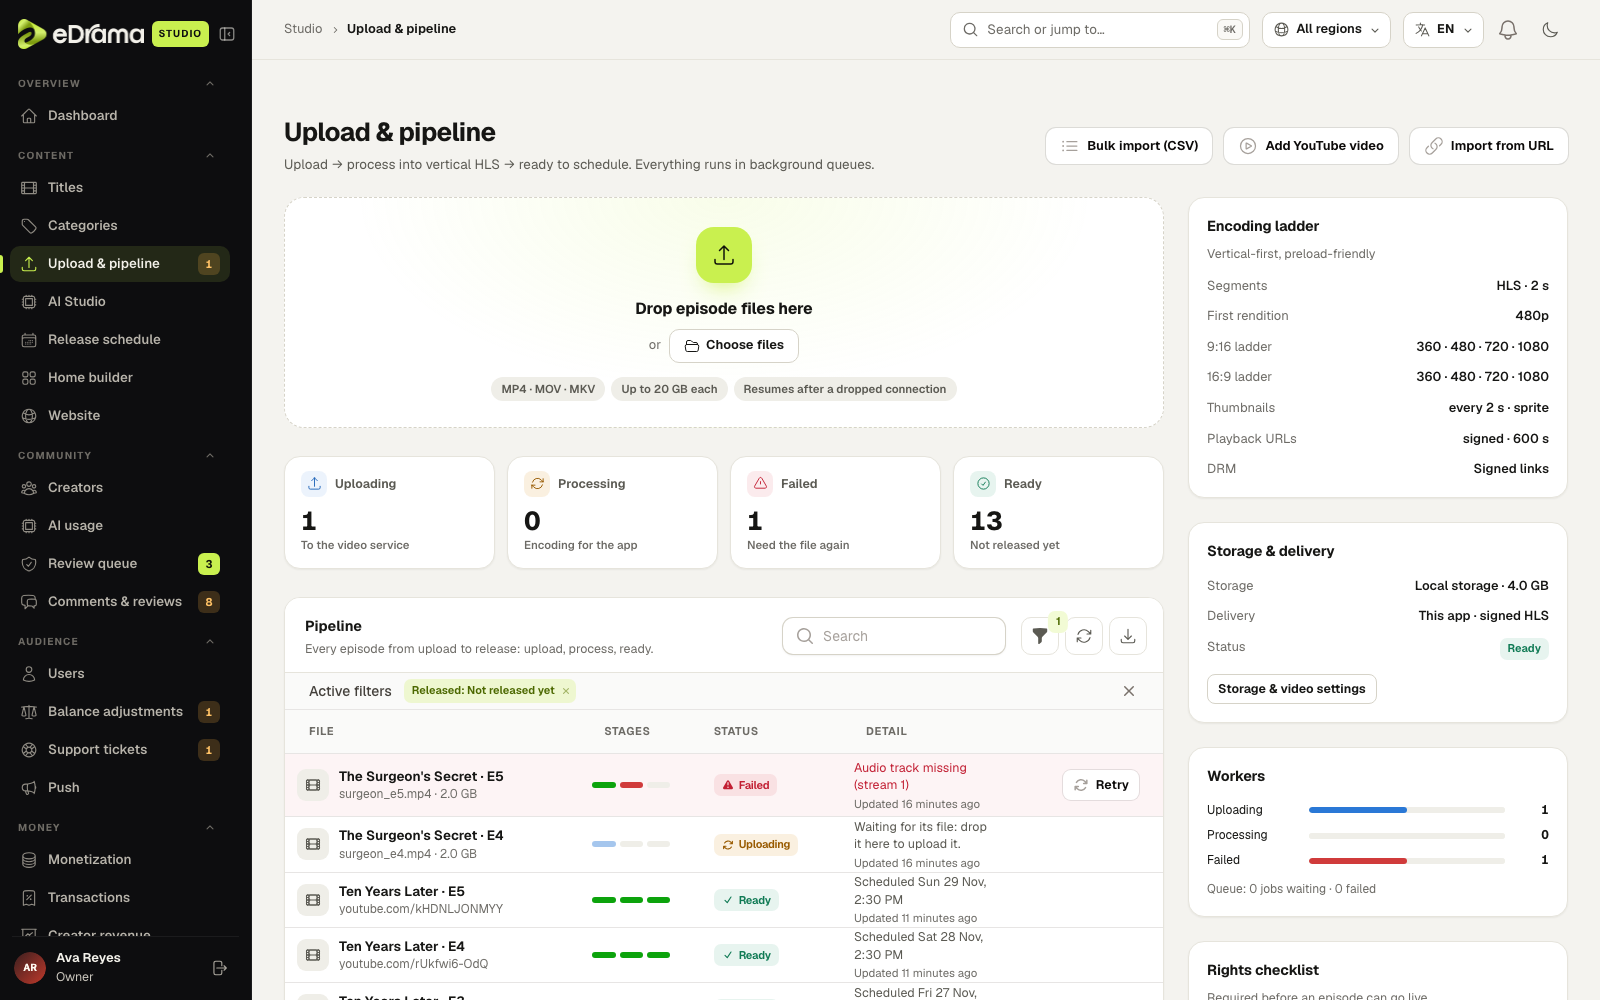 eDrama STUDIO
OVERVIEW
Dashboard
CONTENT
Titles
Categories
Upload & pipeline 1
AI Studio
Release schedule
Home builder
Website
COMMUNITY
Creators
AI usage
Review queue 3
Comments & reviews 8
AUDIENCE
Users
Balance adjustments 1
Support tickets 1
Push
MONEY
Monetization
Transactions
Creator revenue
AR Ava Reyes
Owner
Studio › Upload & pipeline
Search or jump to... ⌘K
All regions
EN
Upload & pipeline
Upload → process into vertical HLS → ready to schedule. Everything runs in background queues.
Bulk import (CSV)
Add YouTube video
Import from URL
Drop episode files here
or Choose files
MP4 · MOV · MKV Up to 20 GB each Resumes after a dropped connection
Uploading
1
To the video service
Processing
0
Encoding for the app
Failed
1
Need the file again
Ready
13
Not released yet
Pipeline
Every episode from upload to release: upload, process, ready.
Search
1
Active filters Released: Not released yet ×
FILE STAGES STATUS DETAIL
The Surgeon's Secret · E5
surgeon_e5.mp4 · 2.0 GB
Failed
Audio track missing
(stream 1)
Updated 16 minutes ago
Retry
The Surgeon's Secret · E4
surgeon_e4.mp4 · 2.0 GB
Uploading
Waiting for its file: drop
it here to upload it.
Updated 16 minutes ago
Ten Years Later · E5
youtube.com/kHDNLJONMYY
Ready
Scheduled Sun 29 Nov,
2:30 PM
Updated 11 minutes ago
Ten Years Later · E4
youtube.com/rUkfwi6-OdQ
Ready
Scheduled Sat 28 Nov,
2:30 PM
Updated 11 minutes ago
Ten Years Later · E3
Scheduled Fri 27 Nov,
Encoding ladder
Vertical-first, preload-friendly
Segments HLS · 2 s
First rendition 480p
9:16 ladder 360 · 480 · 720 · 1080
16:9 ladder 360 · 480 · 720 · 1080
Thumbnails every 2 s · sprite
Playback URLs signed · 600 s
DRM Signed links
Storage & delivery
Storage Local storage · 4.0 GB
Delivery This app · signed HLS
Status Ready
Storage & video settings
Workers
Uploading 1
Processing 0
Failed 1
Queue: 0 jobs waiting · 0 failed
Rights checklist
Required before an episode can go live